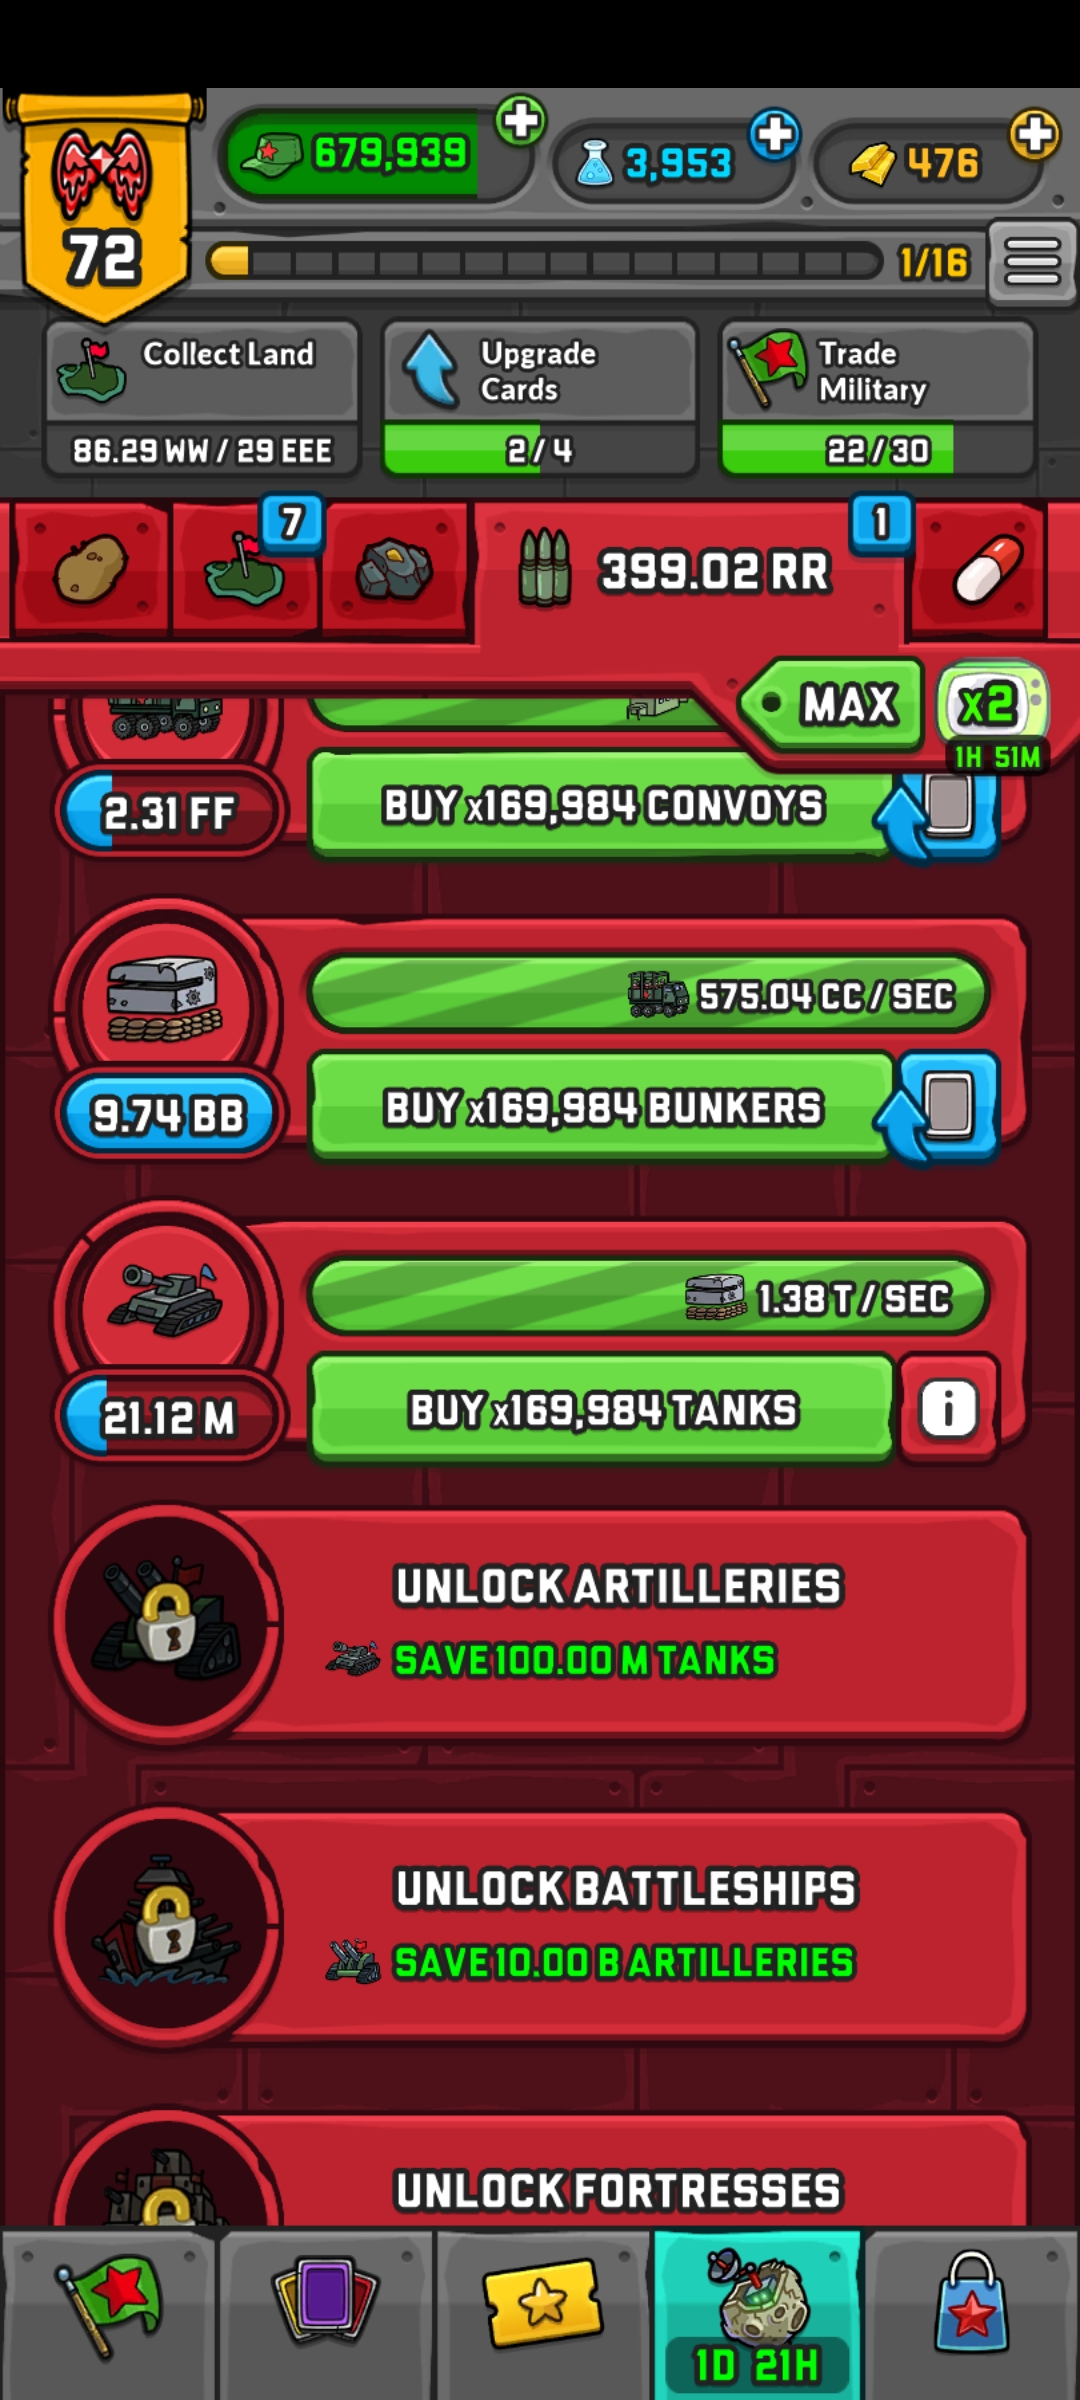 679,939
3,953
476
72
1/16
Collect Land
86.29 WW / 29 EEE
Upgrade
Cards
2/4
Trade
Military
22/30
7
399.02 RR
1
MAX
x2
1H 51M
2.31 FF
BUY x169,984 CONVOYS
575.04 CC / SEC
9.74 BB
BUY x169,984 BUNKERS
1.38 T / SEC
21.12 M
BUY x169,984 TANKS
i
UNLOCK ARTILLERIES
SAVE 100.00 M TANKS
UNLOCK BATTLESHIPS
SAVE 10.00 B ARTILLERIES
UNLOCK FORTRESSES
1D 21H